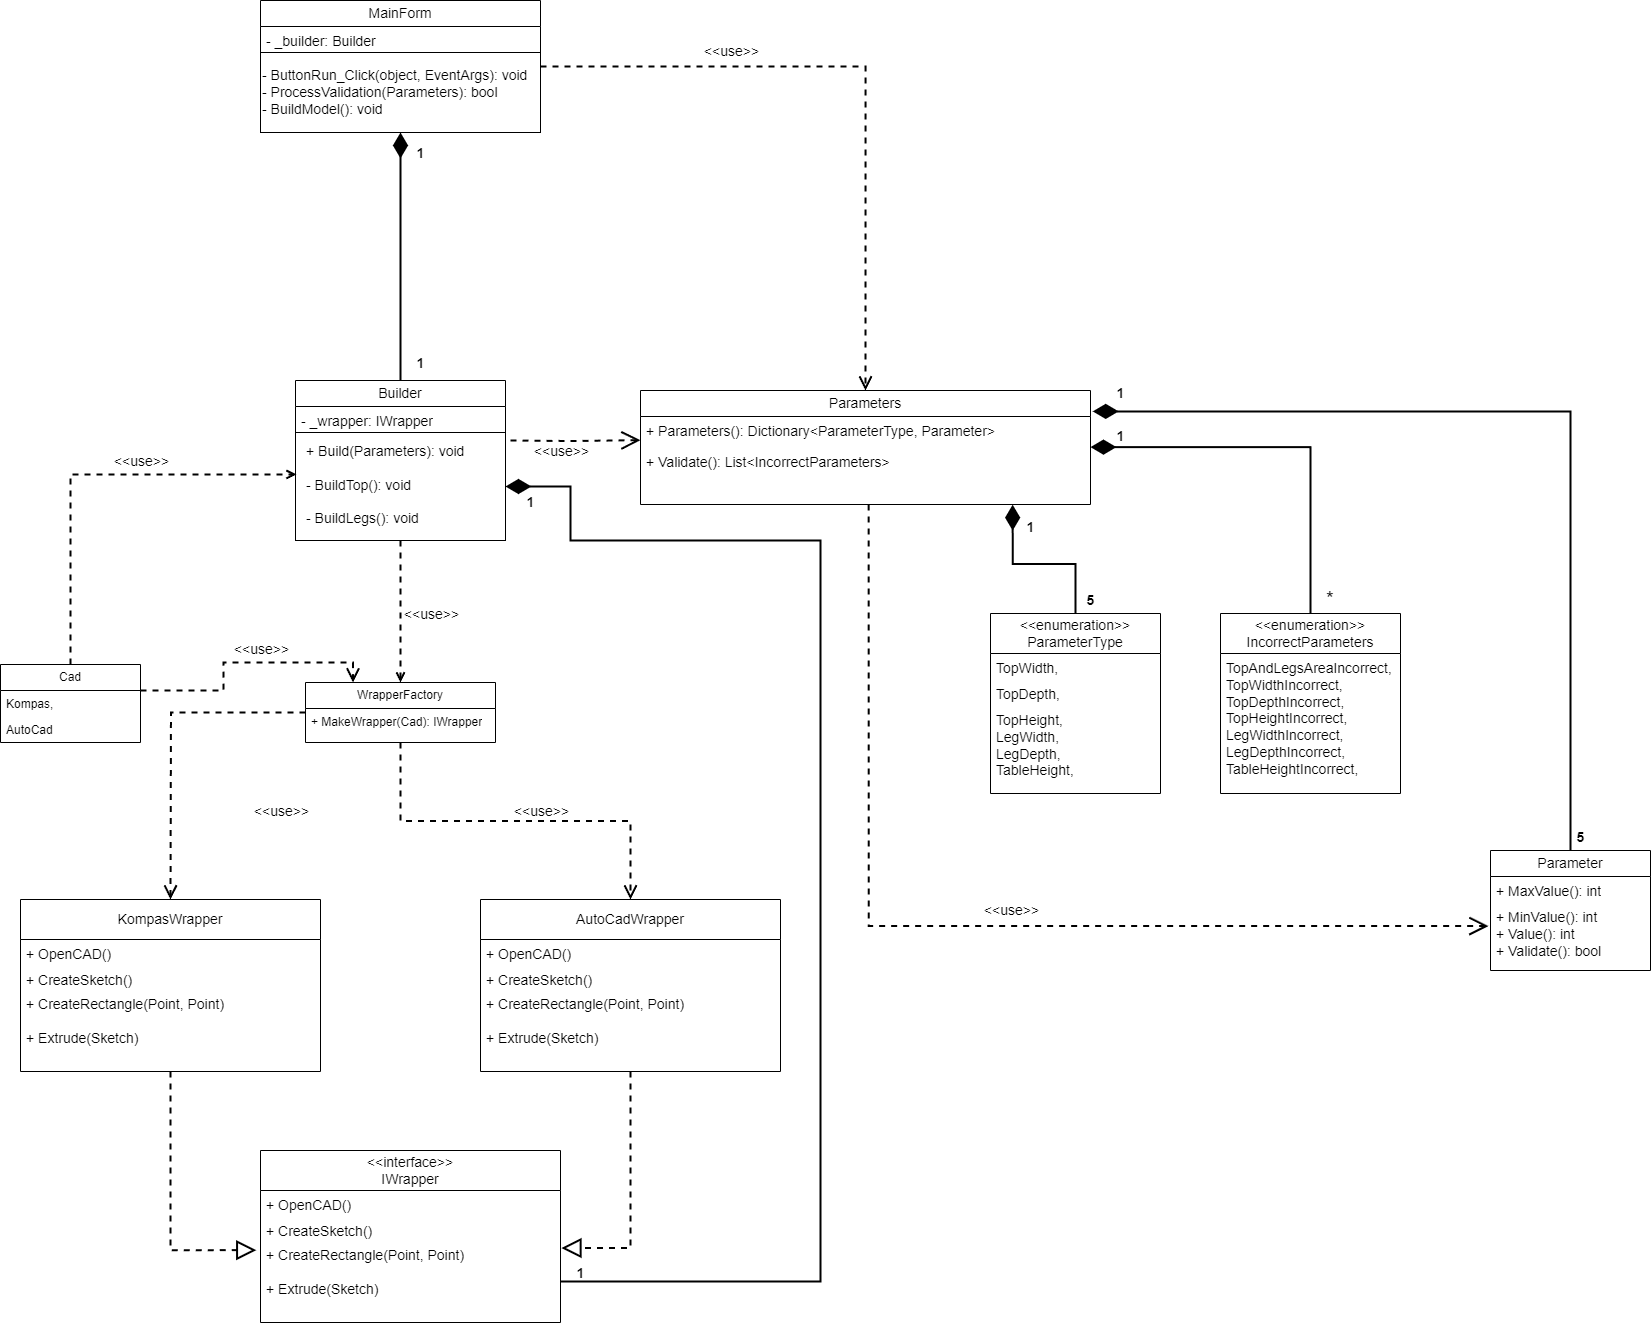 MainForm
- _builder: Builder
- ButtonRun_Click(object, EventArgs): void
- ProcessValidation(Parameters): bool
- BuildModel(): void
<<use>>
1
1
Builder
- _wrapper: IWrapper
+ Build(Parameters): void
- BuildTop(): void
- BuildLegs(): void
<<use>>
<<use>>
1
Parameters
+ Parameters(): Dictionary<ParameterType, Parameter>
+ Validate(): List<IncorrectParameters>
1
1
1
5
*
<<enumeration>>
ParameterType
TopWidth,
TopDepth,
TopHeight,
LegWidth,
LegDepth,
TableHeight,
<<enumeration>>
IncorrectParameters
TopAndLegsAreaIncorrect,
TopWidthIncorrect,
TopDepthIncorrect,
TopHeightIncorrect,
LegWidthIncorrect,
LegDepthIncorrect,
TableHeightIncorrect,
<<use>>
<<use>>
Cad
Kompas,
AutoCad
WrapperFactory
+ MakeWrapper(Cad): IWrapper
<<use>>
<<use>>
5
Parameter
+ MaxValue(): int
+ MinValue(): int
+ Value(): int
+ Validate(): bool
<<use>>
KompasWrapper
+ OpenCAD()
+ CreateSketch()
+ CreateRectangle(Point, Point)
+ Extrude(Sketch)
AutoCadWrapper
+ OpenCAD()
+ CreateSketch()
+ CreateRectangle(Point, Point)
+ Extrude(Sketch)
<<interface>>
IWrapper
+ OpenCAD()
+ CreateSketch()
+ CreateRectangle(Point, Point)
+ Extrude(Sketch)
1